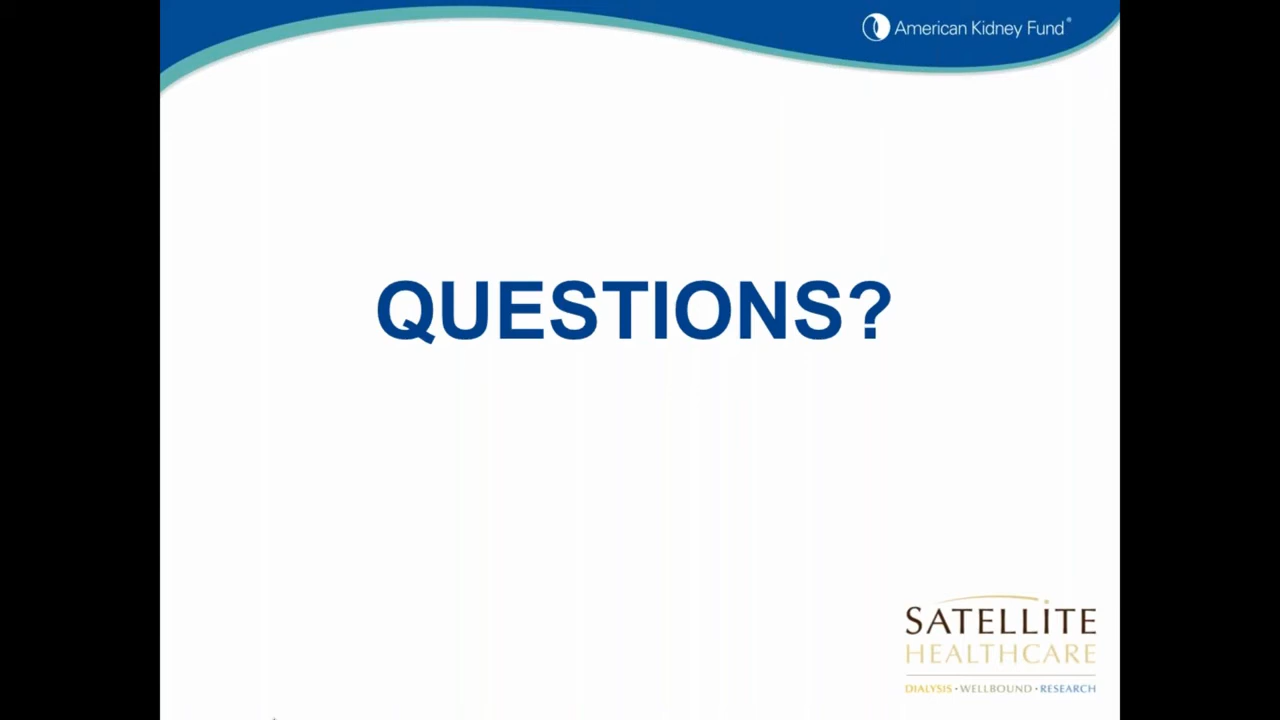 American Kidney Fund®
QUESTIONS?
SATELLITE
HEALTHCARE
DIALYSIS · WELLBOUND · RESEARCH